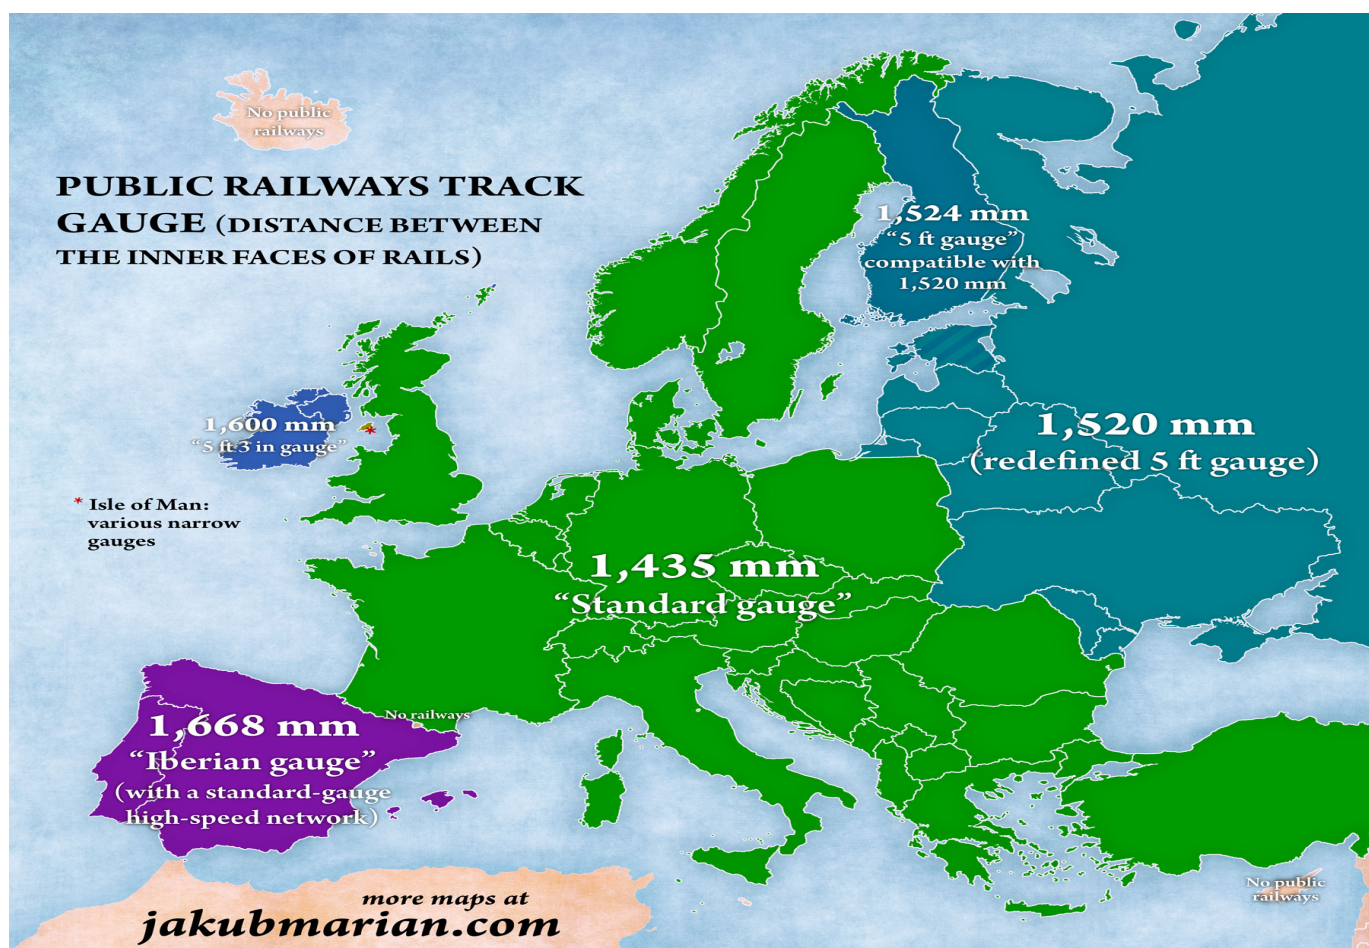 No public
railways
PUBLIC RAILWAYS TRACK
GAUGE (DISTANCE BETWEEN
THE INNER FACES OF RAILS)
1,524 mm
“5 ft gauge”
compatible with
1,520 mm
1,600 mm
“5 ft 3 in gauge”
*
1,520 mm
(redefined 5 ft gauge)
* Isle of Man:
various narrow
gauges
1,435 mm
“Standard gauge”
No railways
1,668 mm
“Iberian gauge”
(with a standard-gauge
high-speed network)
No public
railways
more maps at
jakubmarian.com